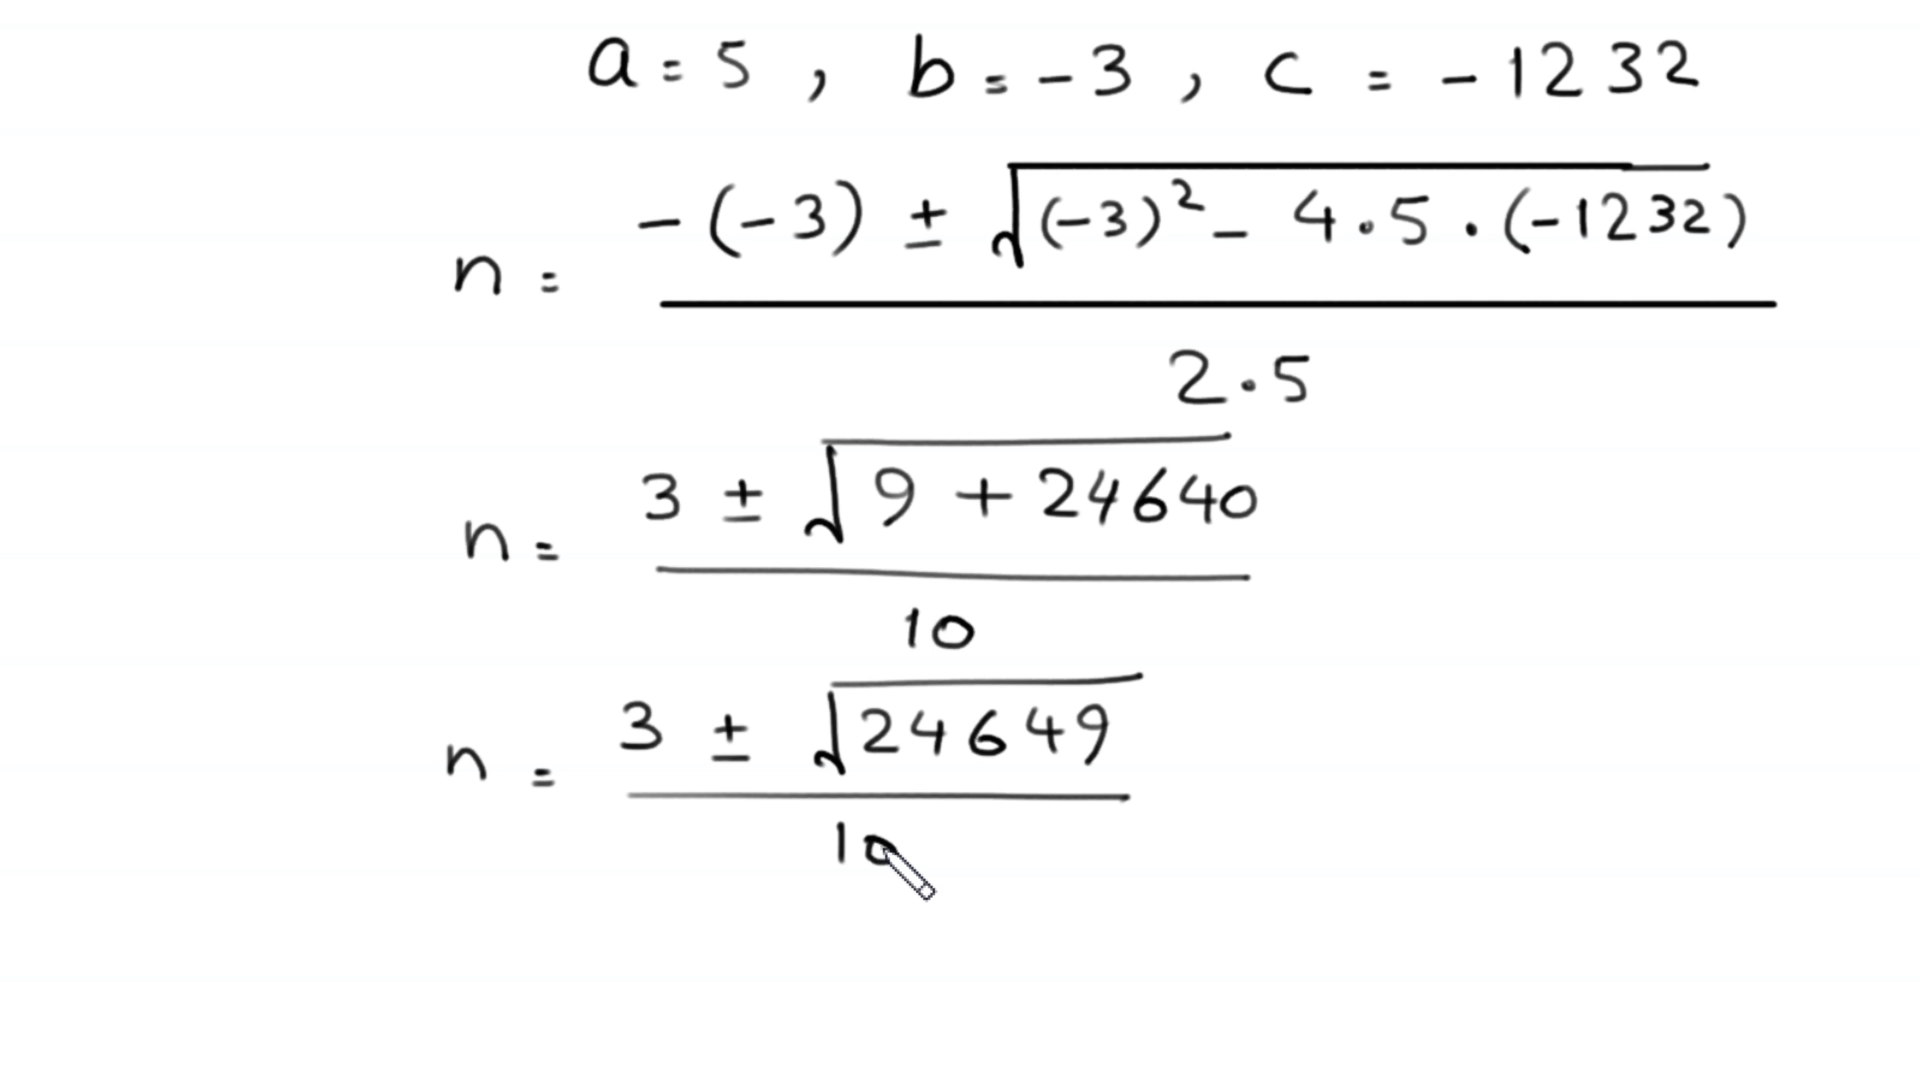 a = 5 , b = -3 , c = -1232
n = -(-3) ± √(-3)² - 4.5.(-1232)
2.5
n = 3 ± √9 + 24640
10
n = 3 ± √24649
10